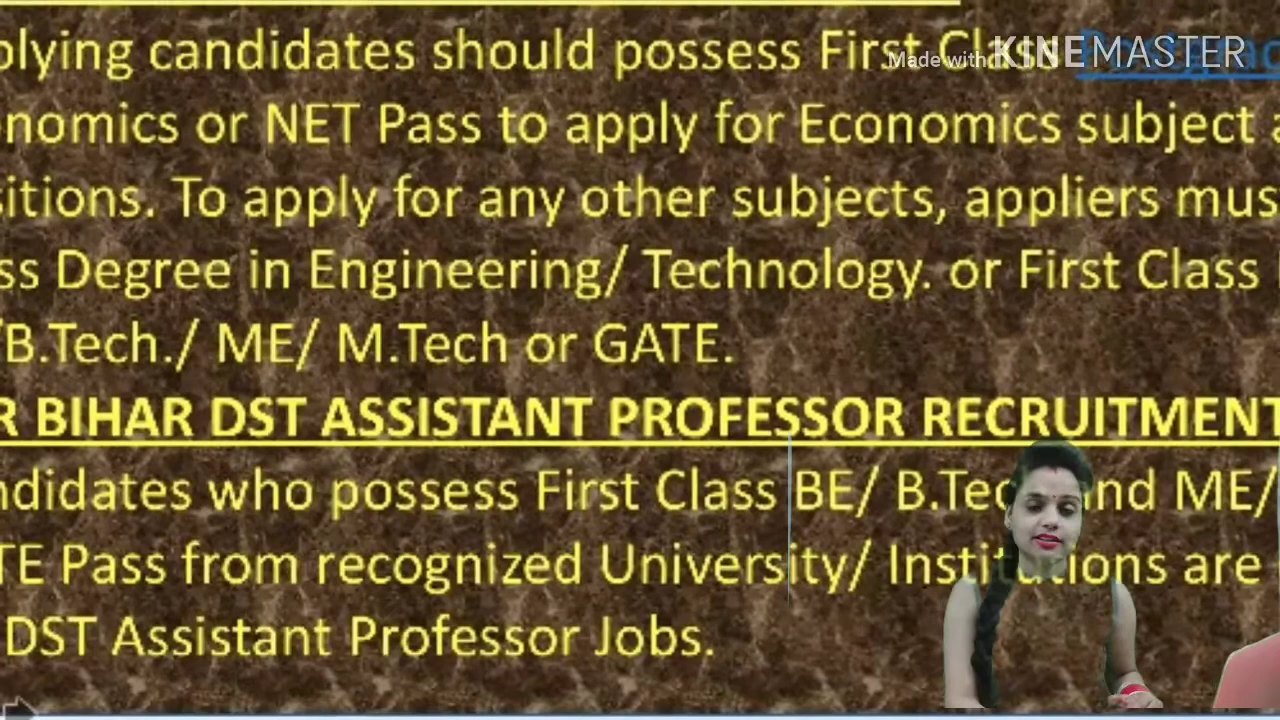 plying candidates should possess First Class
Made with KINEMASTER
nomics or NET Pass to apply for Economics subject a
sitions. To apply for any other subjects, appliers mus
ss Degree in Engineering/ Technology. or First Class
/B.Tech./ ME/ M.Tech or GATE.
R BIHAR DST ASSISTANT PROFESSOR RECRUITMENT
ndidates who possess First Class BE/ B.Tec nd ME/
TE Pass from recognized University/ Institutions are
DST Assistant Professor Jobs.